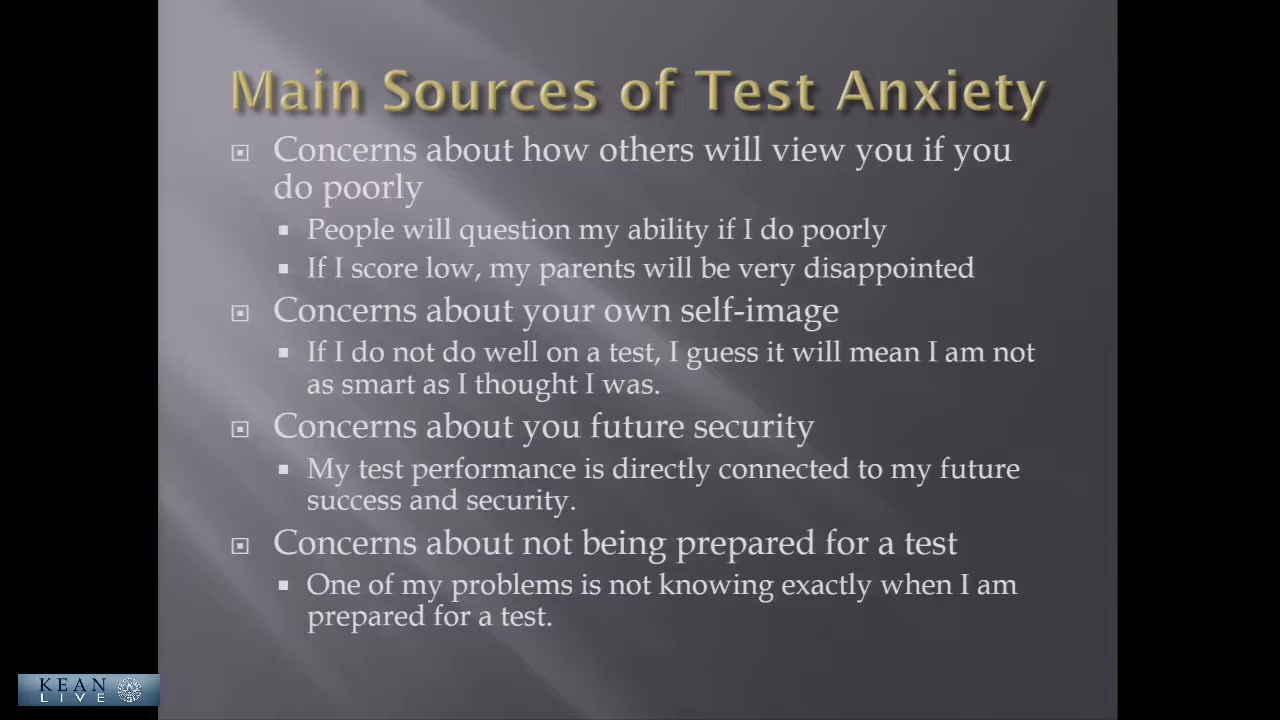 Main Sources of Test Anxiety
Concerns about how others will view you if you
do poorly
People will question my ability if I do poorly
If I score low, my parents will be very disappointed
Concerns about your own self-image
If I do not do well on a test, I guess it will mean I am not
as smart as I thought I was.
Concerns about you future security
My test performance is directly connected to my future
success and security.
Concerns about not being prepared for a test
One of my problems is not knowing exactly when I am
prepared for a test.
KEAN
LIVE